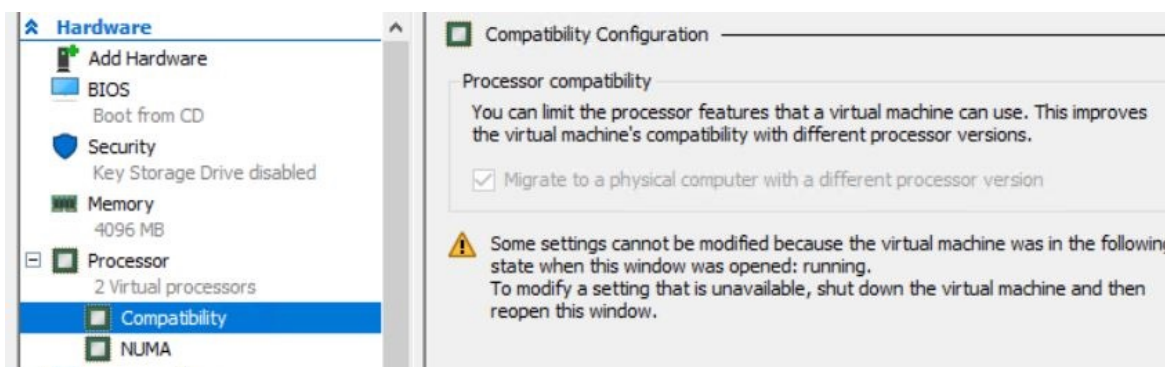 Hardware
Add Hardware
BIOS
Boot from CD
Security
Key Storage Drive disabled
Memory
4096 MB
Processor
2 Virtual processors
Compatibility
NUMA
Compatibility Configuration
Processor compatibility
You can limit the processor features that a virtual machine can use. This improves
the virtual machine's compatibility with different processor versions.
Migrate to a physical computer with a different processor version
Some settings cannot be modified because the virtual machine was in the following
state when this window was opened: running.
To modify a setting that is unavailable, shut down the virtual machine and then
reopen this window.